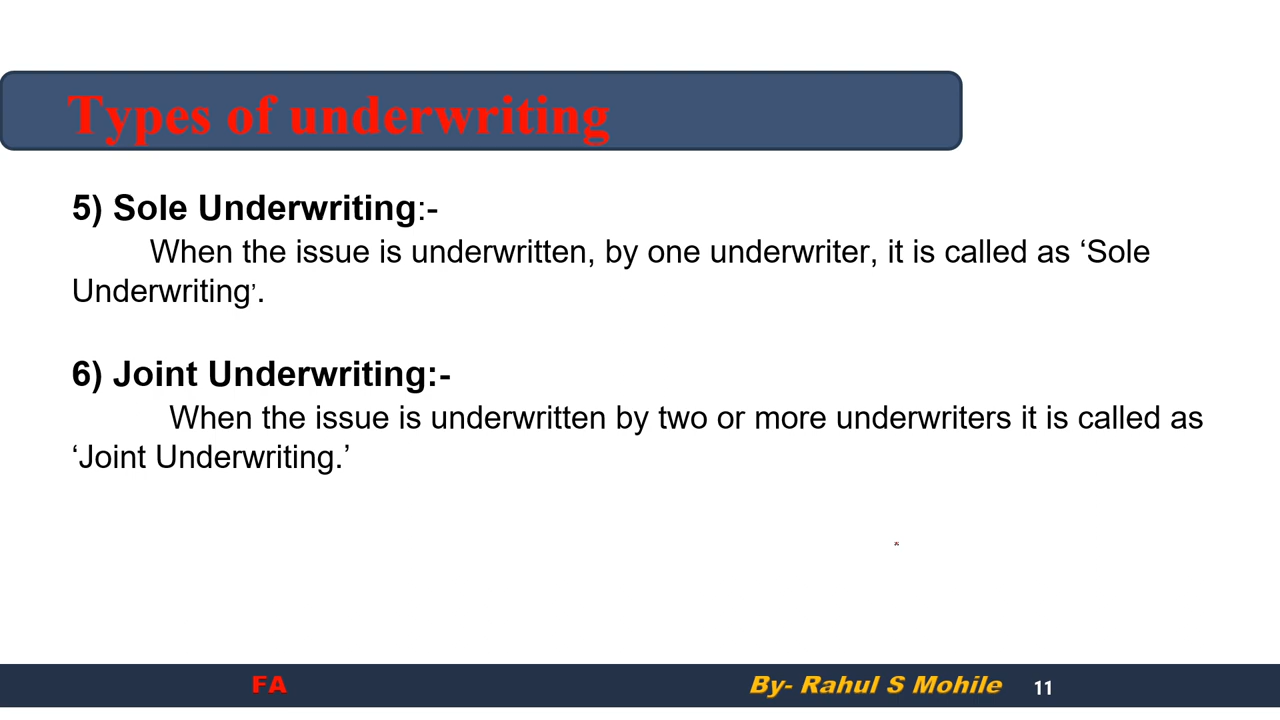 Types of underwriting
5) Sole Underwriting:-
When the issue is underwritten, by one underwriter, it is called as ‘Sole
Underwriting’.
6) Joint Underwriting:-
When the issue is underwritten by two or more underwriters it is called as
‘Joint Underwriting.’
FA
By- Rahul S Mohile
11